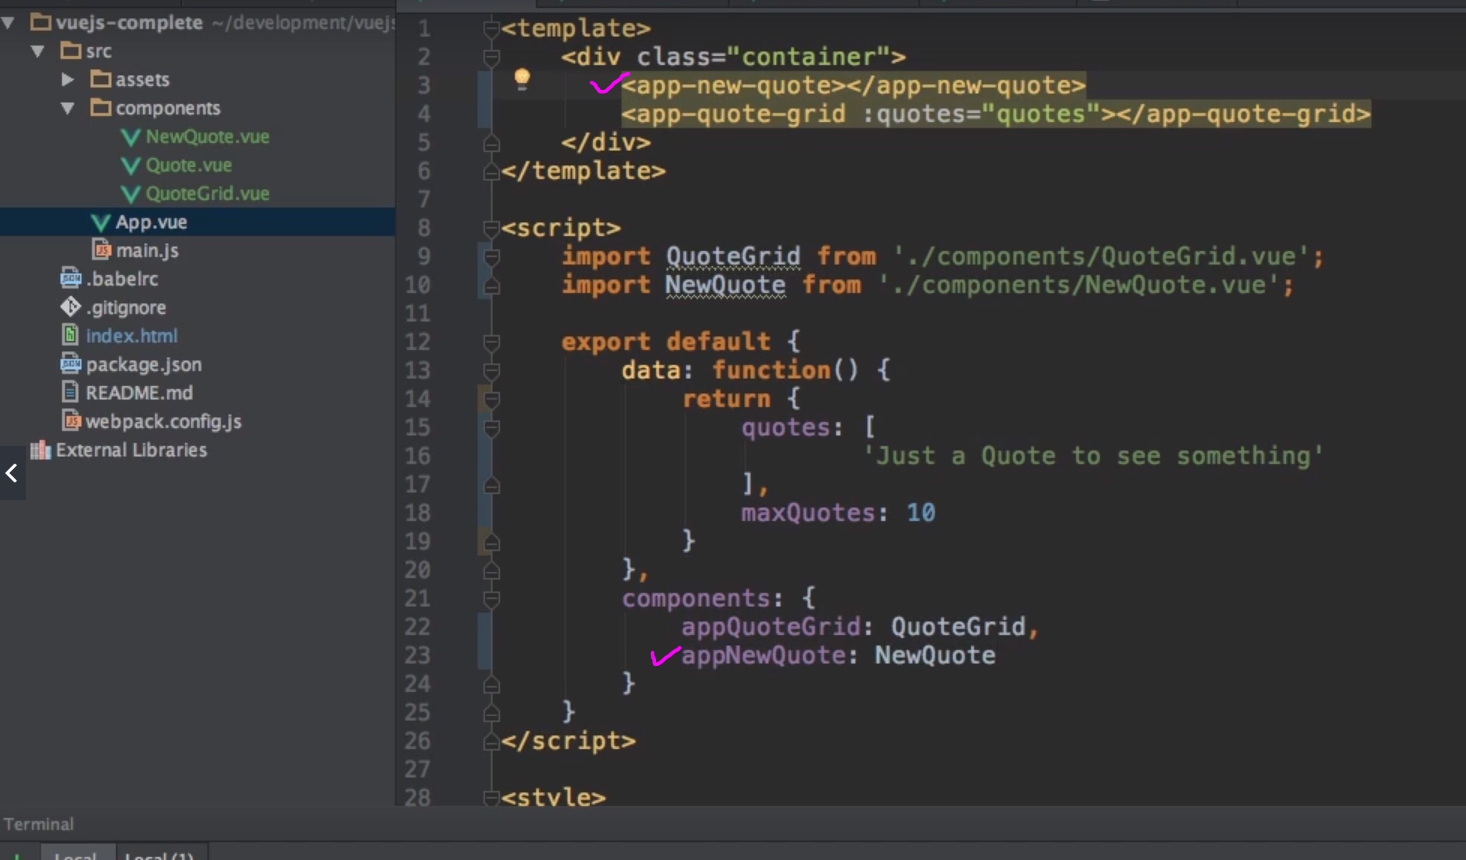 vuejs-complete ~/development/vuejs
src
assets
components
NewQuote.vue
Quote.vue
QuoteGrid.vue
App.vue
main.js
.babelrc
.gitignore
index.html
package.json
README.md
webpack.config.js
External Libraries
1 <template>
2 <div class="container">
3 <app-new-quote></app-new-quote>
4 <app-quote-grid :quotes="quotes"></app-quote-grid>
5 </div>
6 </template>
7
8 <script>
9 import QuoteGrid from './components/QuoteGrid.vue';
10 import NewQuote from './components/NewQuote.vue';
11
12 export default {
13 data: function() {
14 return {
15 quotes: [
16 'Just a Quote to see something'
17 ],
18 maxQuotes: 10
19 }
20 },
21 components: {
22 appQuoteGrid: QuoteGrid,
23 appNewQuote: NewQuote
24 }
25 }
26 </script>
27
28 <style>
Terminal
Local Local (1)